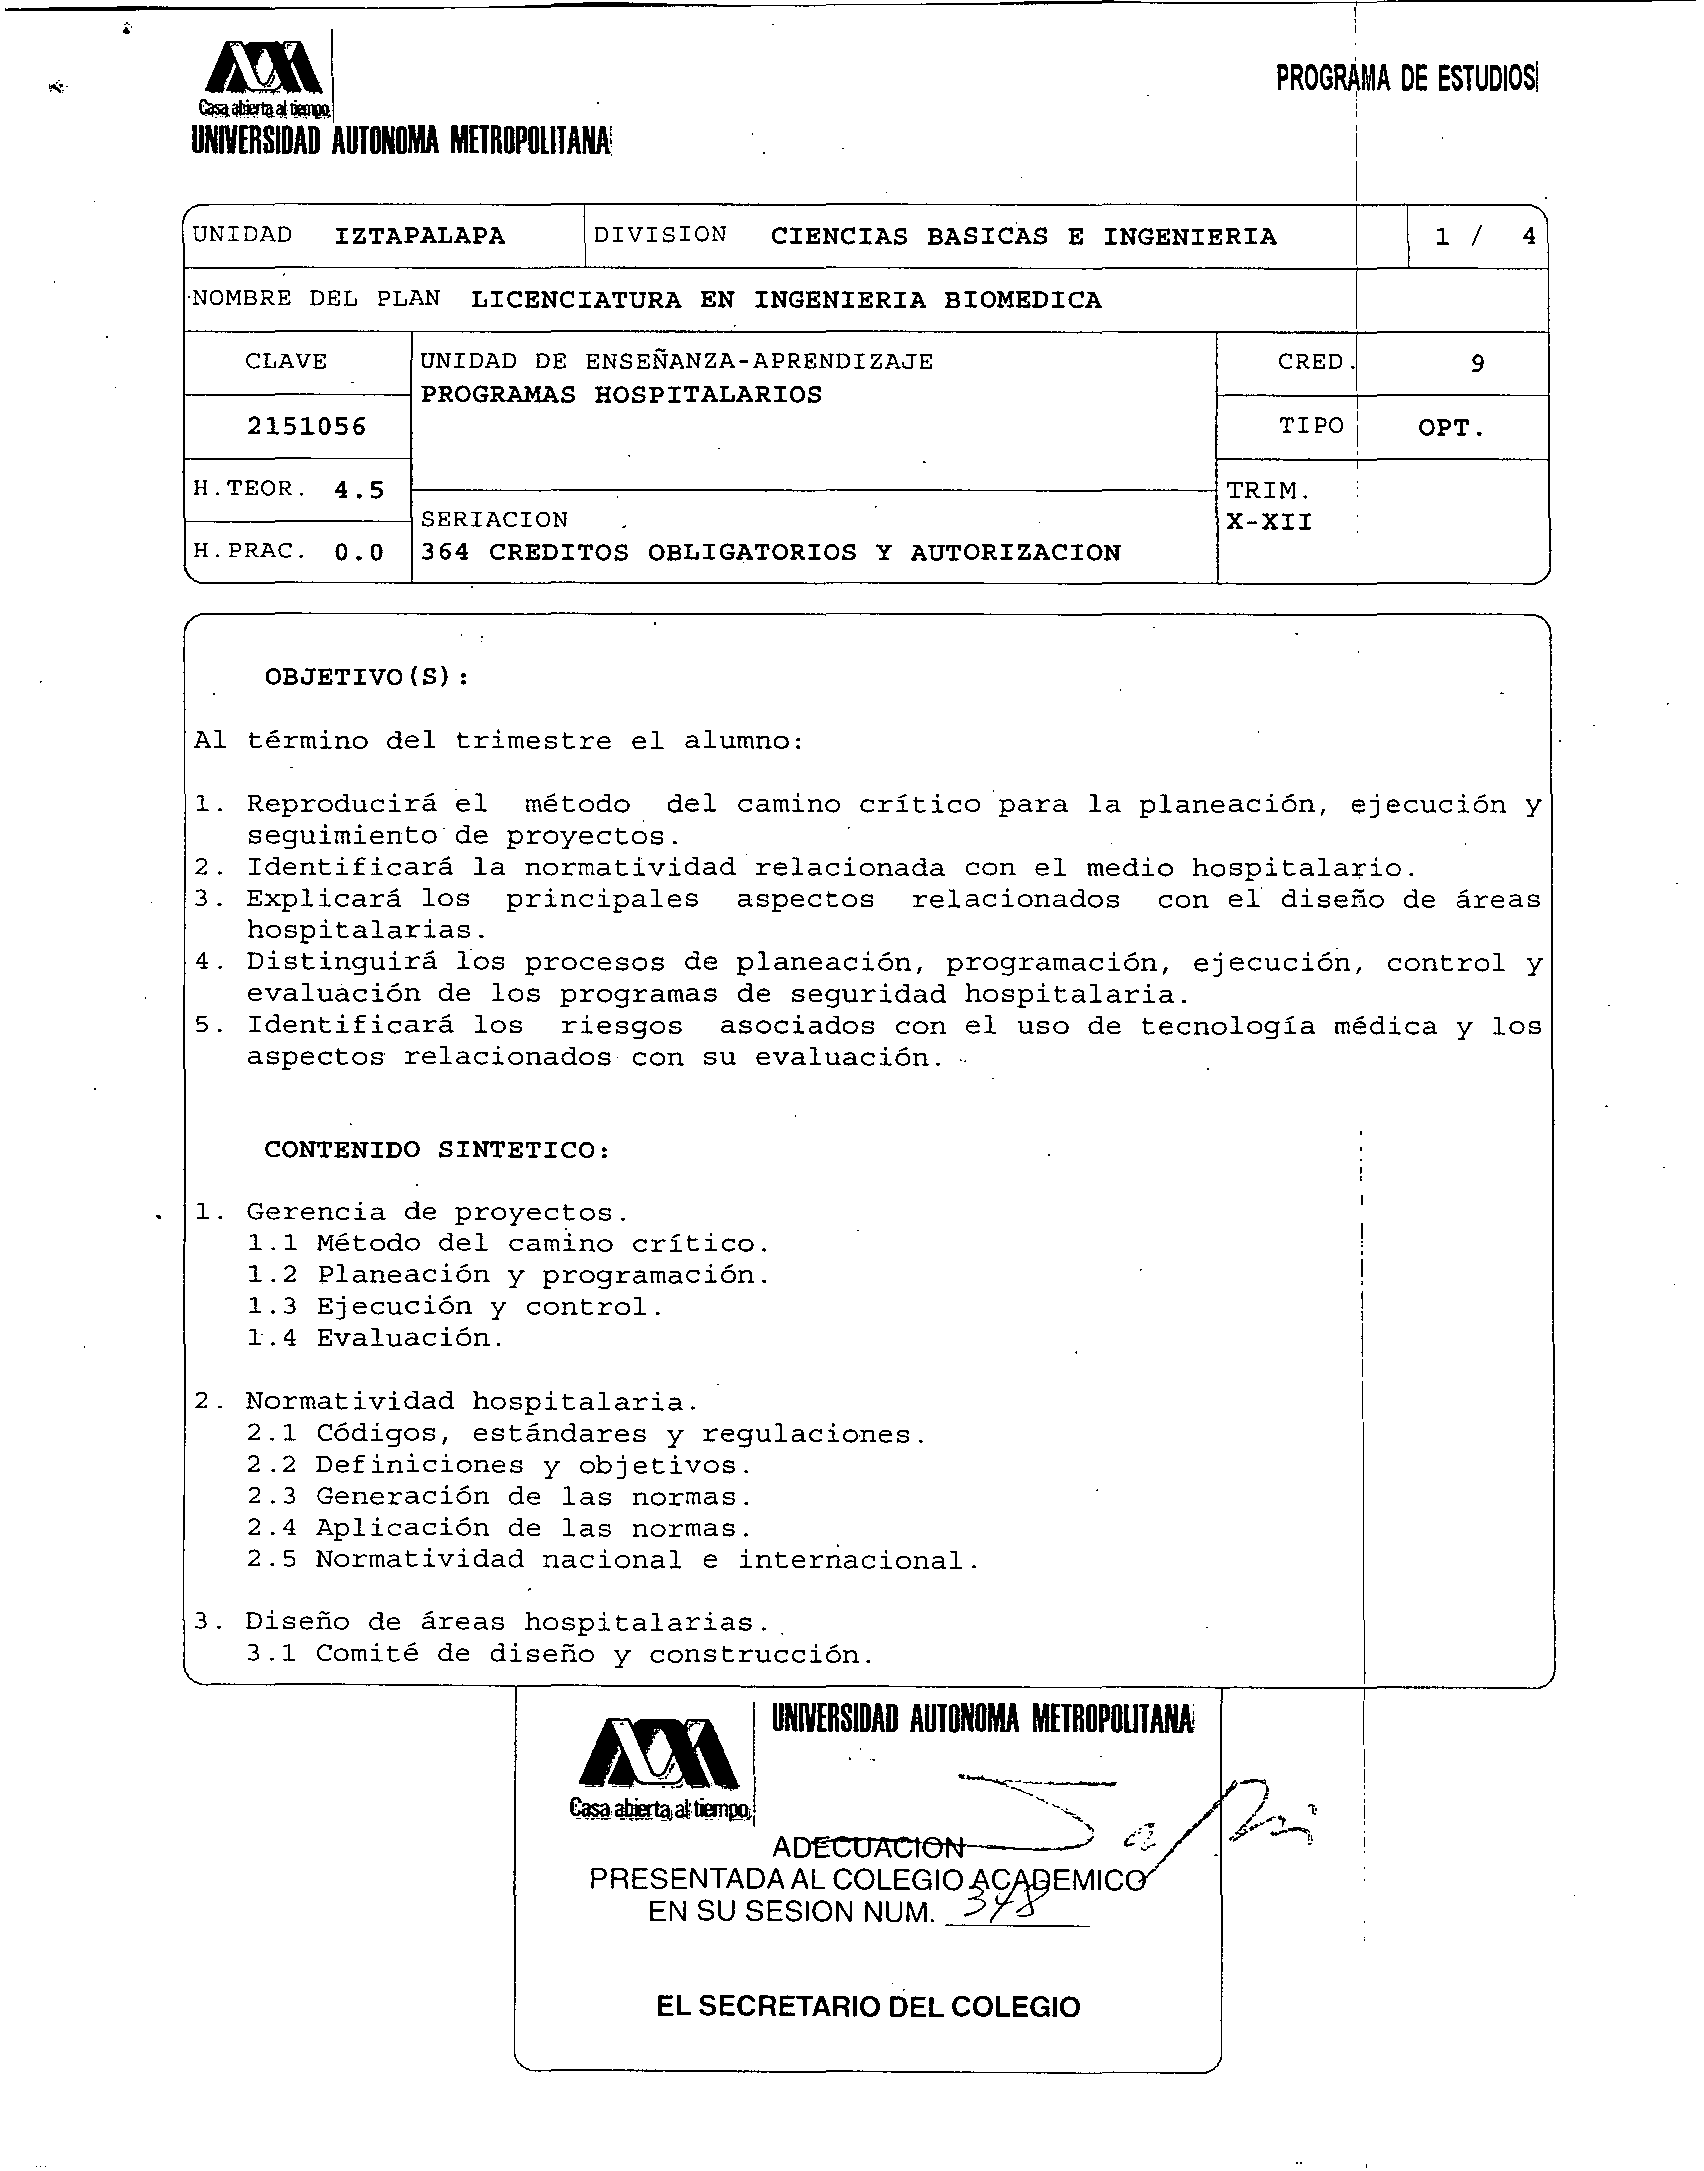 Casa abierta al tiempo
UNIVERSIDAD AUTONOMA METROPOLITANA
PROGRAMA DE ESTUDIOS
UNIDAD IZTAPALAPA DIVISION CIENCIAS BASICAS E INGENIERIA 1 / 4
NOMBRE DEL PLAN LICENCIATURA EN INGENIERIA BIOMEDICA
CLAVE UNIDAD DE ENSEÑANZA-APRENDIZAJE CRED. 9
PROGRAMAS HOSPITALARIOS
2151056 TIPO OPT.
H.TEOR. 4.5 TRIM.
SERIACION X-XII
H.PRAC. 0.0 364 CREDITOS OBLIGATORIOS Y AUTORIZACION
OBJETIVO(S):
Al término del trimestre el alumno:
1. Reproducirá el método del camino crítico para la planeación, ejecución y
seguimiento de proyectos.
2. Identificará la normatividad relacionada con el medio hospitalario.
3. Explicará los principales aspectos relacionados con el diseño de áreas
hospitalarias.
4. Distinguirá los procesos de planeación, programación, ejecución, control y
evaluación de los programas de seguridad hospitalaria.
5. Identificará los riesgos asociados con el uso de tecnología médica y los
aspectos relacionados con su evaluación.
CONTENIDO SINTETICO:
1. Gerencia de proyectos.
1.1 Método del camino crítico.
1.2 Planeación y programación.
1.3 Ejecución y control.
1.4 Evaluación.
2. Normatividad hospitalaria.
2.1 Códigos, estándares y regulaciones.
2.2 Definiciones y objetivos.
2.3 Generación de las normas.
2.4 Aplicación de las normas.
2.5 Normatividad nacional e internacional.
3. Diseño de áreas hospitalarias.
3.1 Comité de diseño y construcción.
UNIVERSIDAD AUTONOMA METROPOLITANA
Casa abierta al tiempo
ADECUACION
PRESENTADA AL COLEGIO ACADEMICO
EN SU SESION NUM. 348
EL SECRETARIO DEL COLEGIO